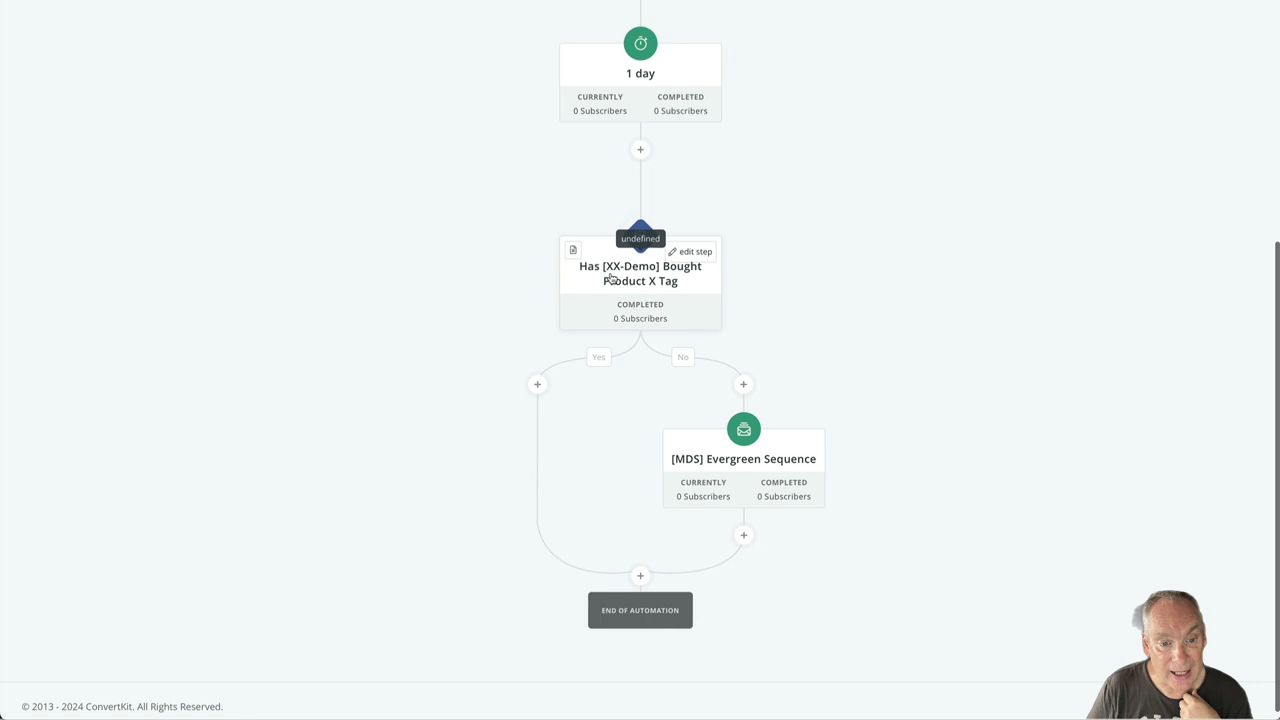 1 day
CURRENTLY COMPLETED
0 Subscribers 0 Subscribers
undefined
edit step
Has [XX-Demo] Bought
Product X Tag
COMPLETED
0 Subscribers
Yes No
[MDS] Evergreen Sequence
CURRENTLY COMPLETED
0 Subscribers 0 Subscribers
END OF AUTOMATION
© 2013 - 2024 ConvertKit. All Rights Reserved.